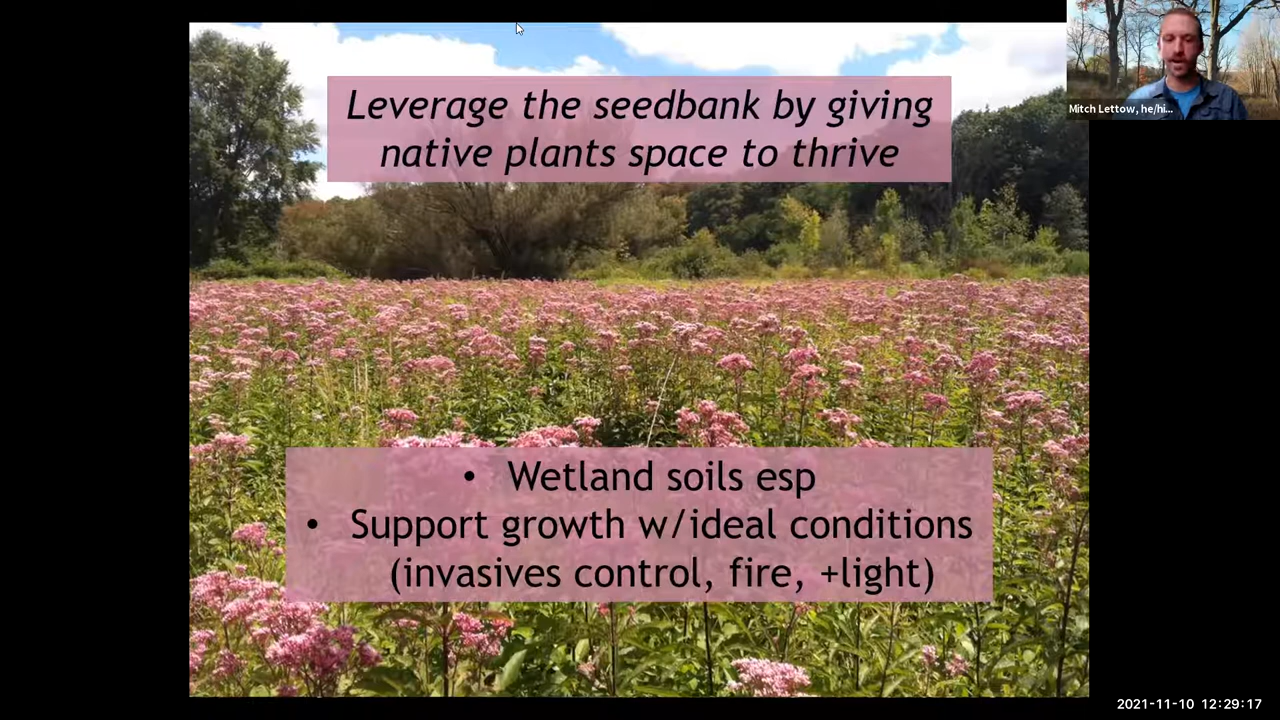 Leverage the seedbank by giving
native plants space to thrive
Mitch Lettow, he/hi...
• Wetland soils esp
• Support growth w/ideal conditions
(invasives control, fire, +light)
2021-11-10 12:29:17